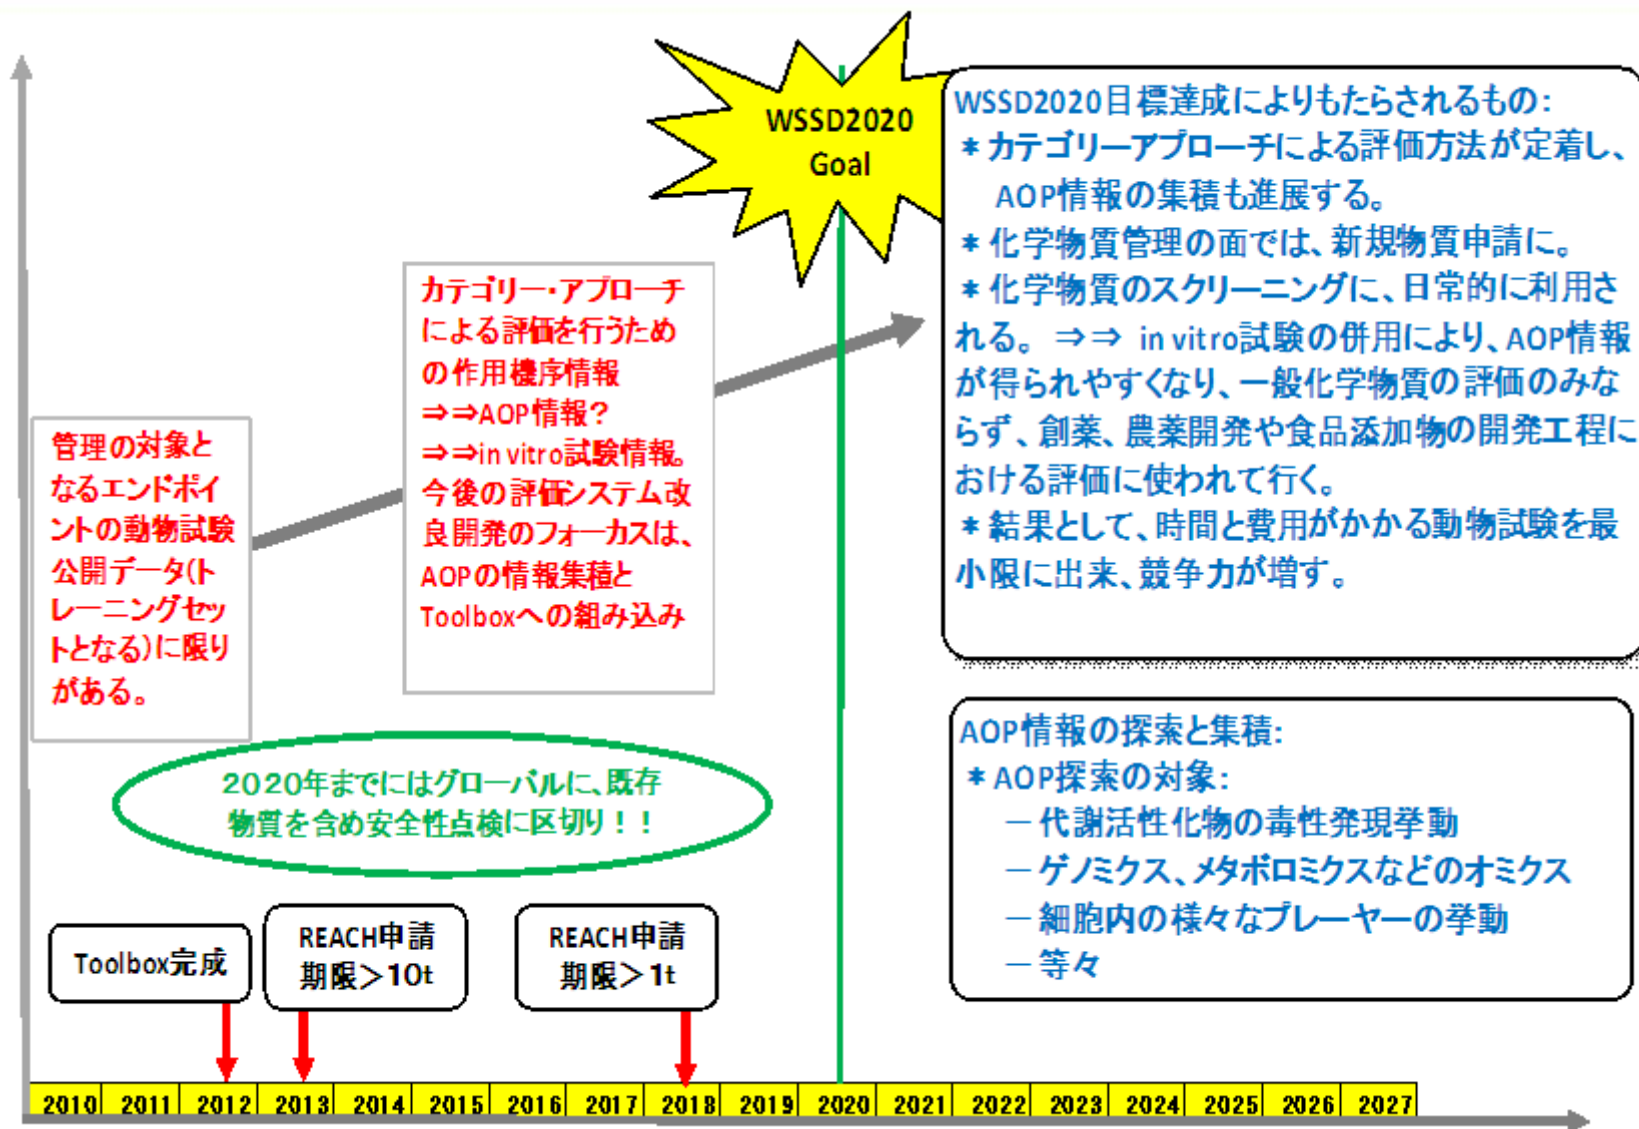 WSSD2020
Goal
WSSD2020目標達成によりもたらされるもの：
＊カテゴリーアプローチによる評価方法が定着し、
AOP情報の集積も進展する。
＊化学物質管理の面では、新規物質申請に。
＊化学物質のスクリーニングに、日常的に利用さ
れる。 ⇒⇒ in vitro試験の併用により、AOP情報
が得られやすくなり、一般化学物質の評価のみな
らず、創薬、農薬開発や食品添加物の開発工程に
おける評価に使われて行く。
＊結果として、時間と費用がかかる動物試験を最
小限に出来、競争力が増す。
カテゴリー・アプローチ
による評価を行うため
の作用機序情報
⇒⇒AOP情報？
⇒⇒in vitro試験情報。
今後の評価システム改
良開発のフォーカスは、
AOPの情報集積と
Toolboxへの組み込み
管理の対象と
なるエンドポイ
ントの動物試験
公開データ（ト
レーニングセッ
トとなる）に限り
がある。
AOP情報の探索と集積：
＊AOP探索の対象：
－代謝活性化物の毒性発現挙動
－ゲノミクス、メタボロミクスなどのオミクス
－細胞内の様々なプレーヤーの挙動
－等々
2020年までにはグローバルに、既存
物質を含め安全性点検に区切り！！
Toolbox完成
REACH申請
期限＞10t
REACH申請
期限＞1t
2010 2011 2012 2013 2014 2015 2016 2017 2018 2019 2020 2021 2022 2023 2024 2025 2026 2027